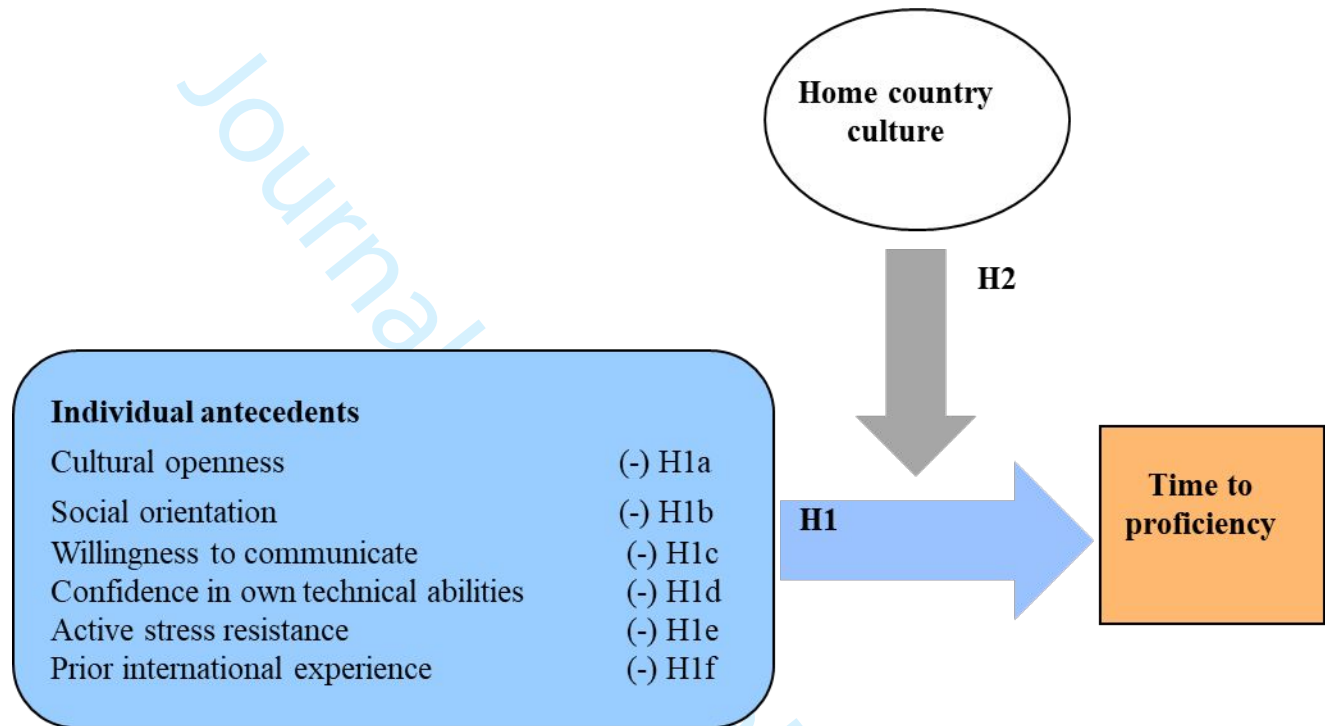 Journal
Home country
culture
H2
Individual antecedents
Cultural openness (-) H1a
Social orientation (-) H1b
Willingness to communicate (-) H1c
Confidence in own technical abilities (-) H1d
Active stress resistance (-) H1e
Prior international experience (-) H1f
H1
Time to
proficiency